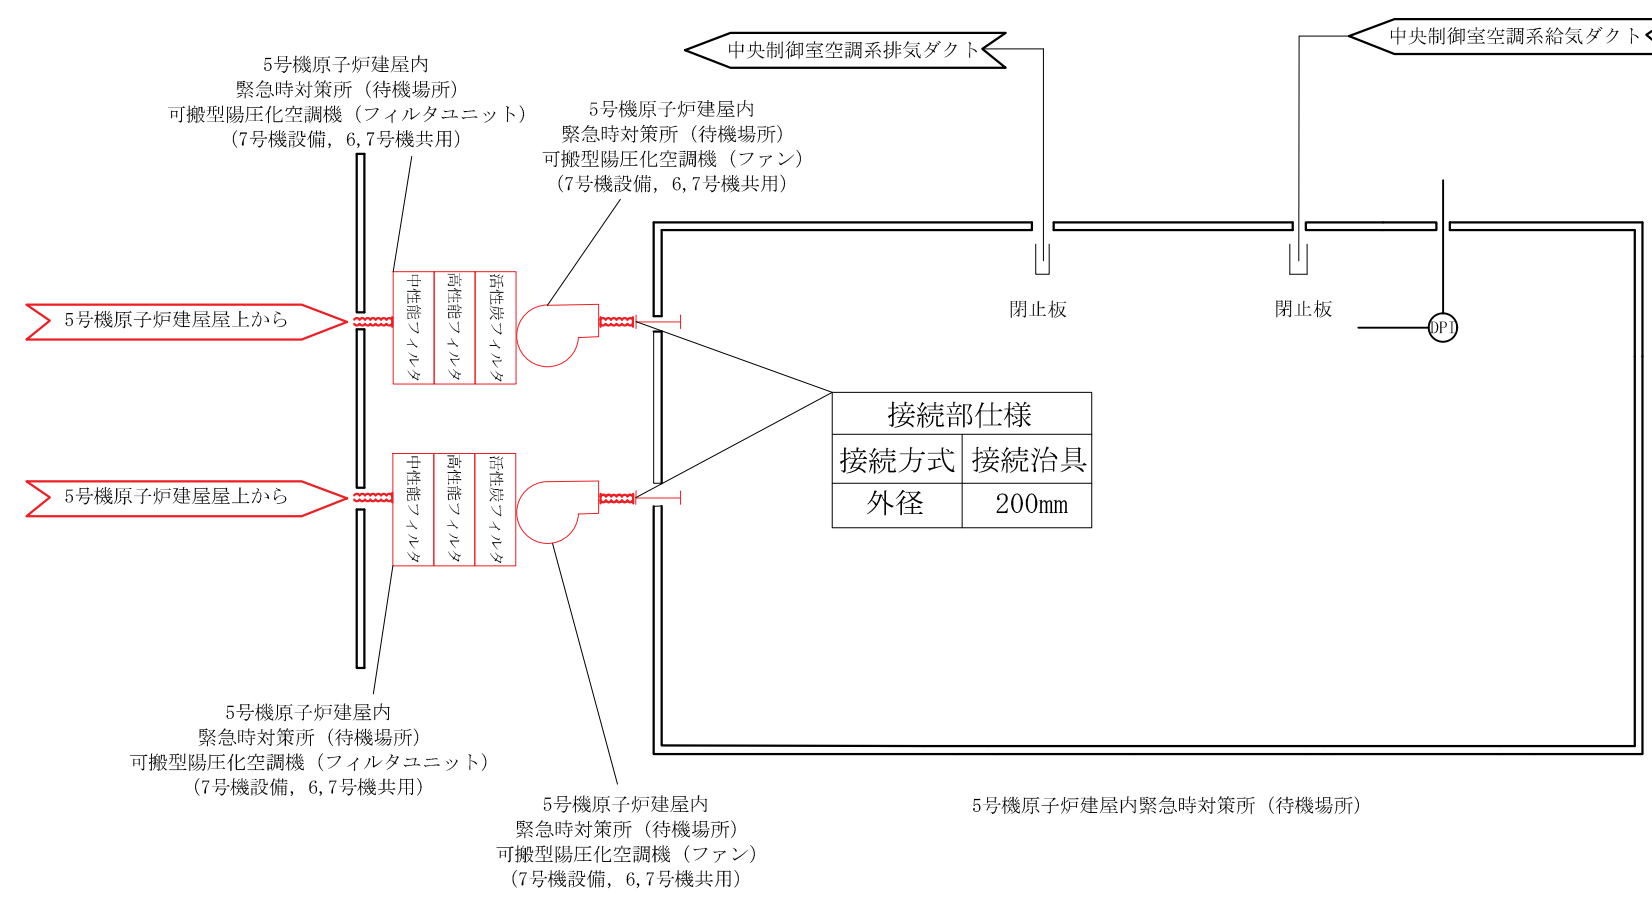 中央制御室空調系排気ダクト
中央制御室空調系給気ダクト
5号機原子炉建屋内
緊急時対策所（待機場所）
可搬型陽圧化空調機（フィルタユニット）
（7号機設備，6,7号機共用）
5号機原子炉建屋内
緊急時対策所（待機場所）
可搬型陽圧化空調機（ファン）
（7号機設備，6,7号機共用）
5号機原子炉建屋屋上から
中性能フィルタ
高性能フィルタ
活性炭フィルタ
閉止板
閉止板
DPI
接続部仕様
接続方式 接続治具
外径 200mm
5号機原子炉建屋屋上から
中性能フィルタ
高性能フィルタ
活性炭フィルタ
5号機原子炉建屋内
緊急時対策所（待機場所）
可搬型陽圧化空調機（フィルタユニット）
（7号機設備，6,7号機共用）
5号機原子炉建屋内
緊急時対策所（待機場所）
可搬型陽圧化空調機（ファン）
（7号機設備，6,7号機共用）
5号機原子炉建屋内緊急時対策所（待機場所）